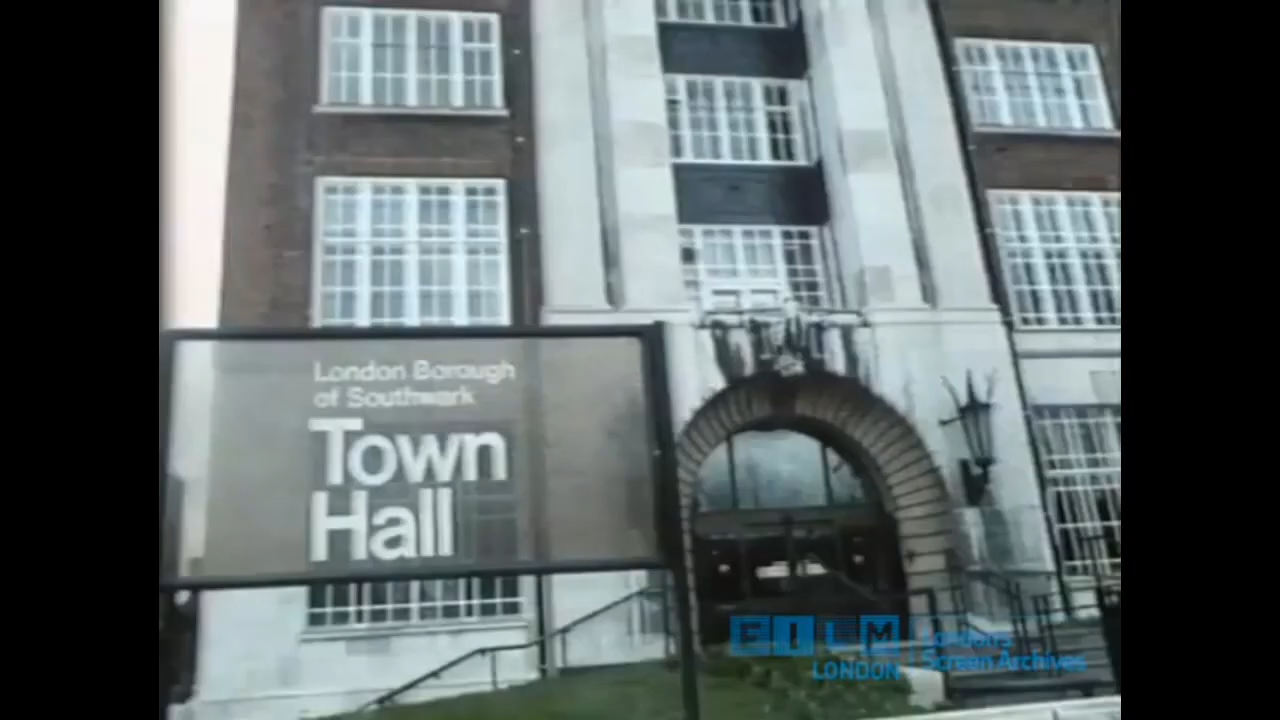 London Borough
of Southwark
Town
Hall
FILM
LONDON
London's
Screen Archives